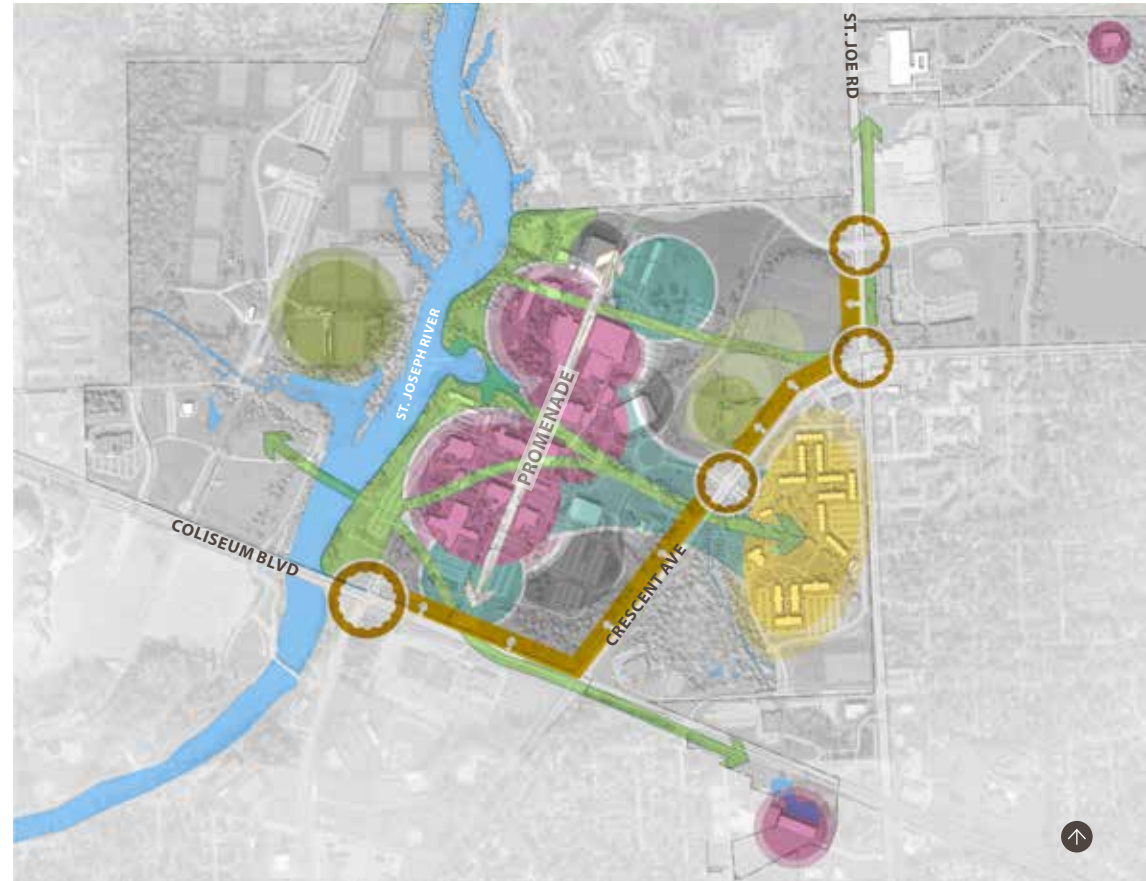 ST. JOE RD
ST. JOSEPH RIVER
PROMENADE
COLISEUM BLVD
CRESCENT AVE